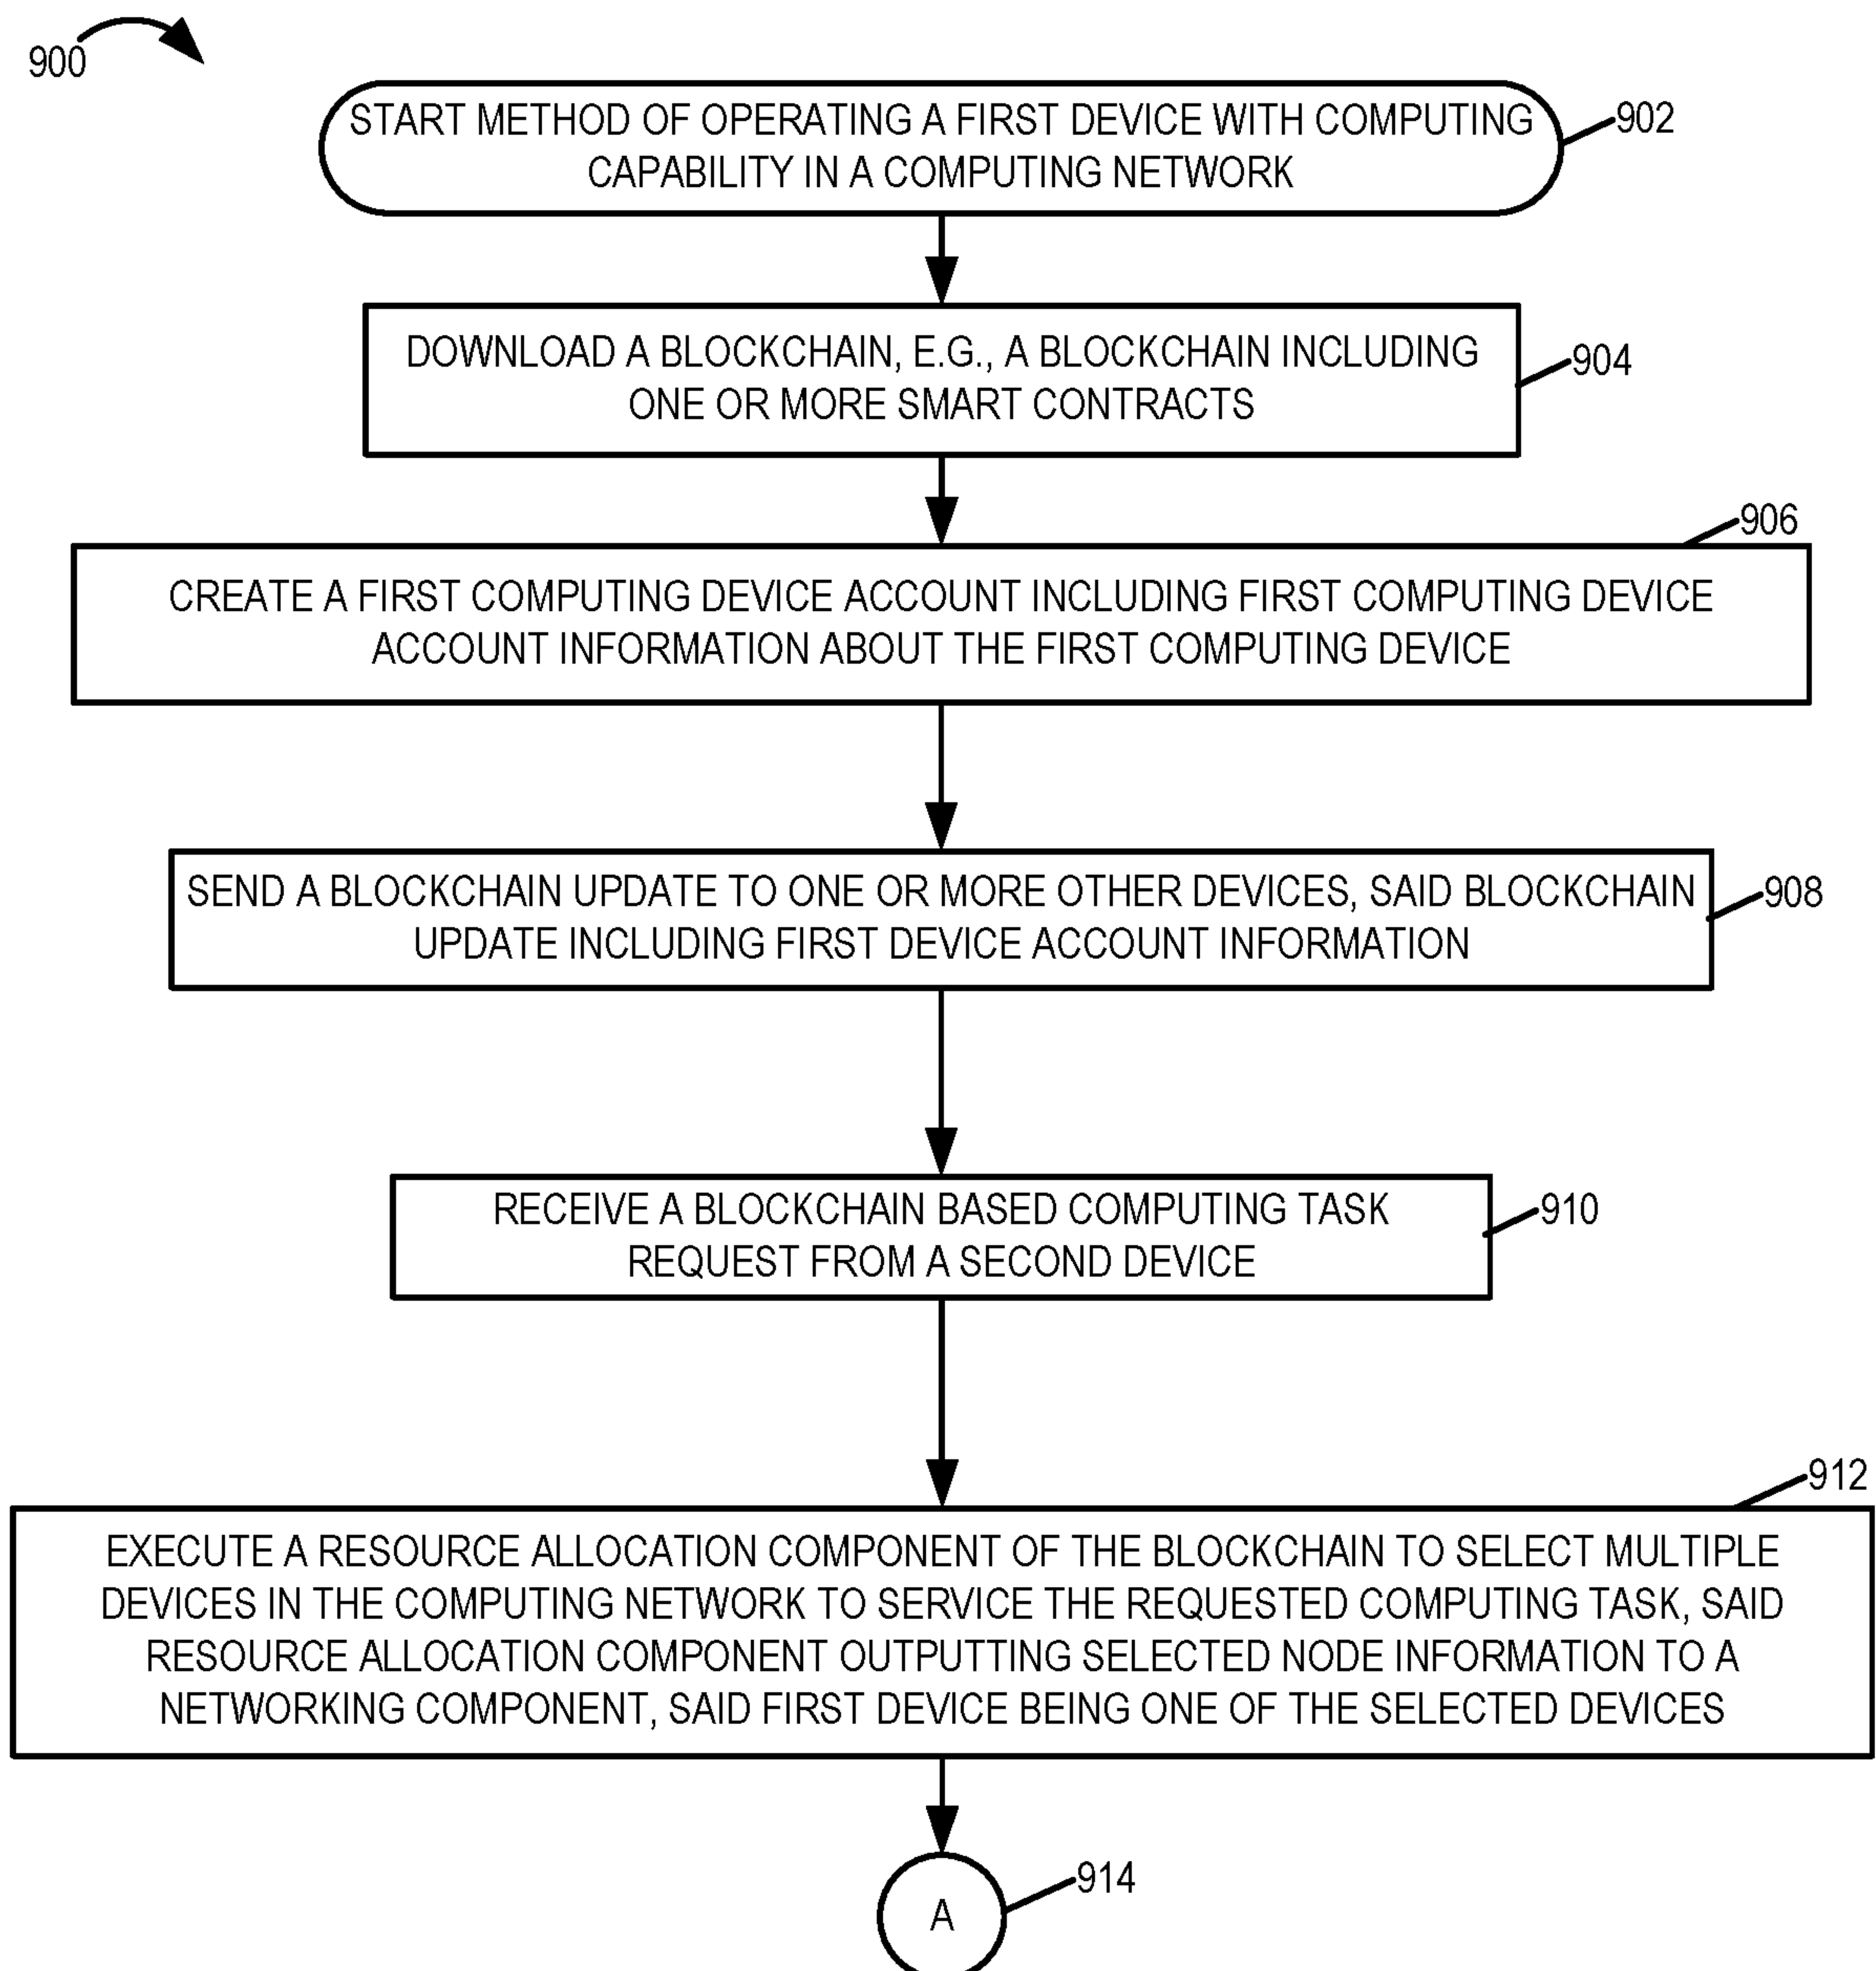 900
START METHOD OF OPERATING A FIRST DEVICE WITH COMPUTING
CAPABILITY IN A COMPUTING NETWORK
902
DOWNLOAD A BLOCKCHAIN, E.G., A BLOCKCHAIN INCLUDING
ONE OR MORE SMART CONTRACTS
904
906
CREATE A FIRST COMPUTING DEVICE ACCOUNT INCLUDING FIRST COMPUTING DEVICE
ACCOUNT INFORMATION ABOUT THE FIRST COMPUTING DEVICE
SEND A BLOCKCHAIN UPDATE TO ONE OR MORE OTHER DEVICES, SAID BLOCKCHAIN
UPDATE INCLUDING FIRST DEVICE ACCOUNT INFORMATION
908
RECEIVE A BLOCKCHAIN BASED COMPUTING TASK
REQUEST FROM A SECOND DEVICE
910
912
EXECUTE A RESOURCE ALLOCATION COMPONENT OF THE BLOCKCHAIN TO SELECT MULTIPLE
DEVICES IN THE COMPUTING NETWORK TO SERVICE THE REQUESTED COMPUTING TASK, SAID
RESOURCE ALLOCATION COMPONENT OUTPUTTING SELECTED NODE INFORMATION TO A
NETWORKING COMPONENT, SAID FIRST DEVICE BEING ONE OF THE SELECTED DEVICES
A
914